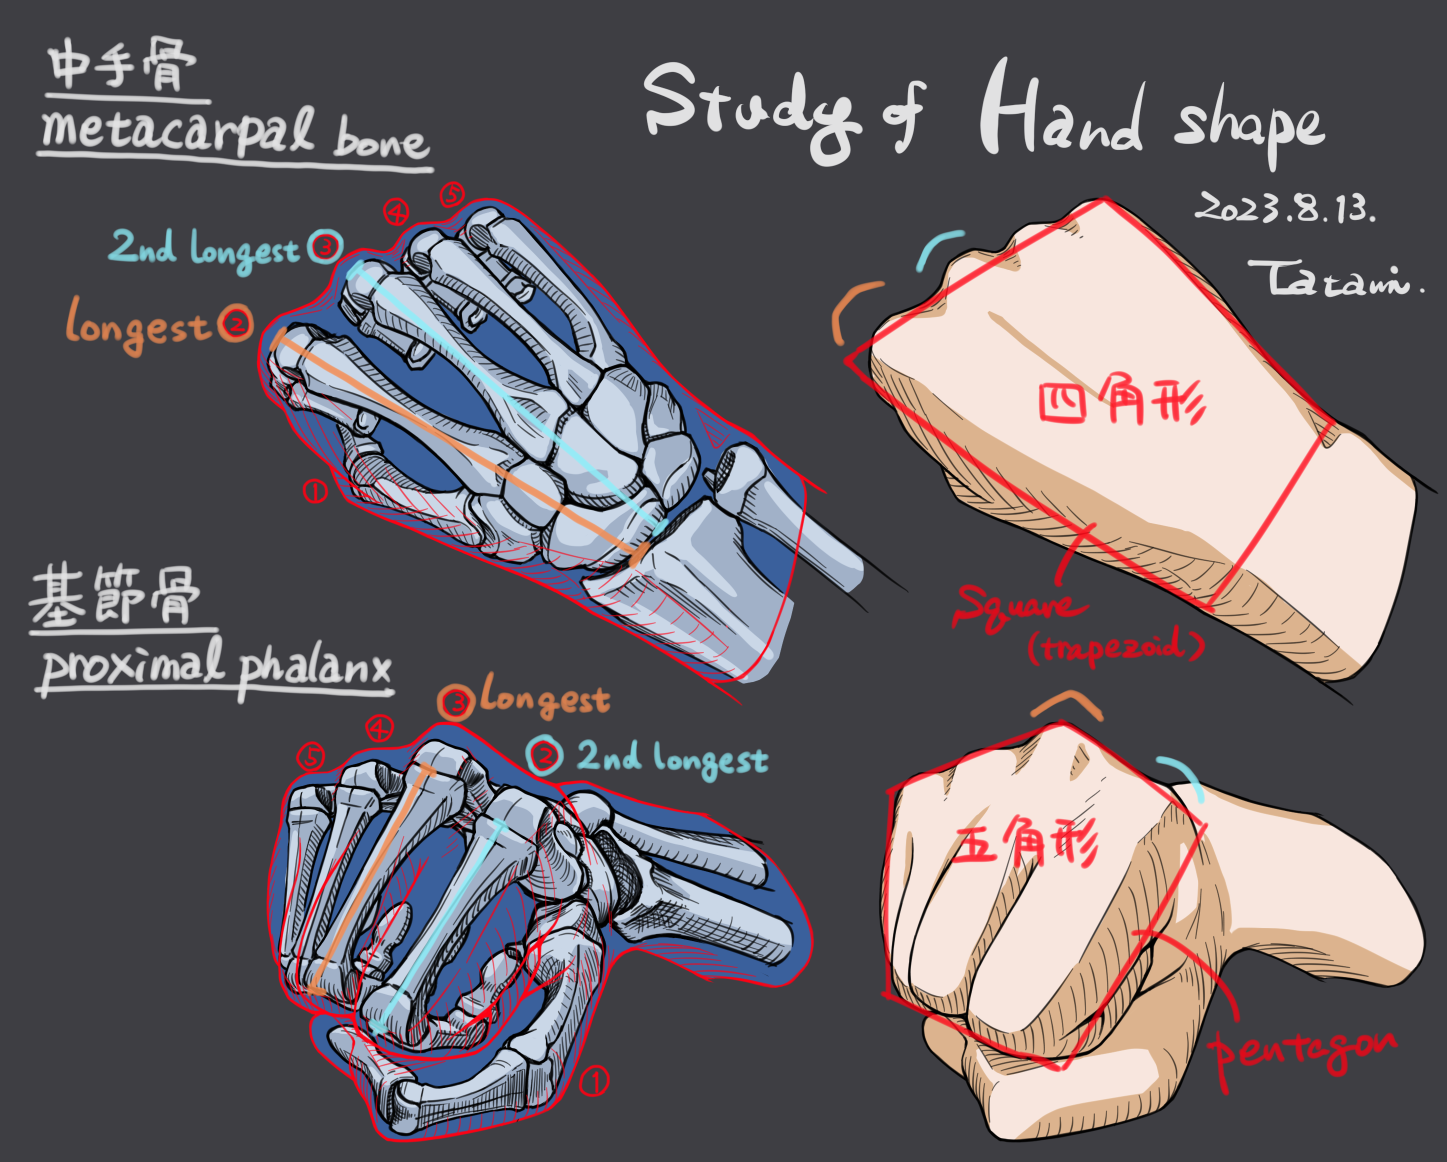 中手骨
metacarpal bone
Study of Hand shape
2023.8.13.
Tatami.
⑤
④
2nd longest ③
longest ②
①
四角形
Square
(trapezoid)
基節骨
proximal phalanx
③ longest
④
⑤
② 2nd longest
①
五角形
pentagon